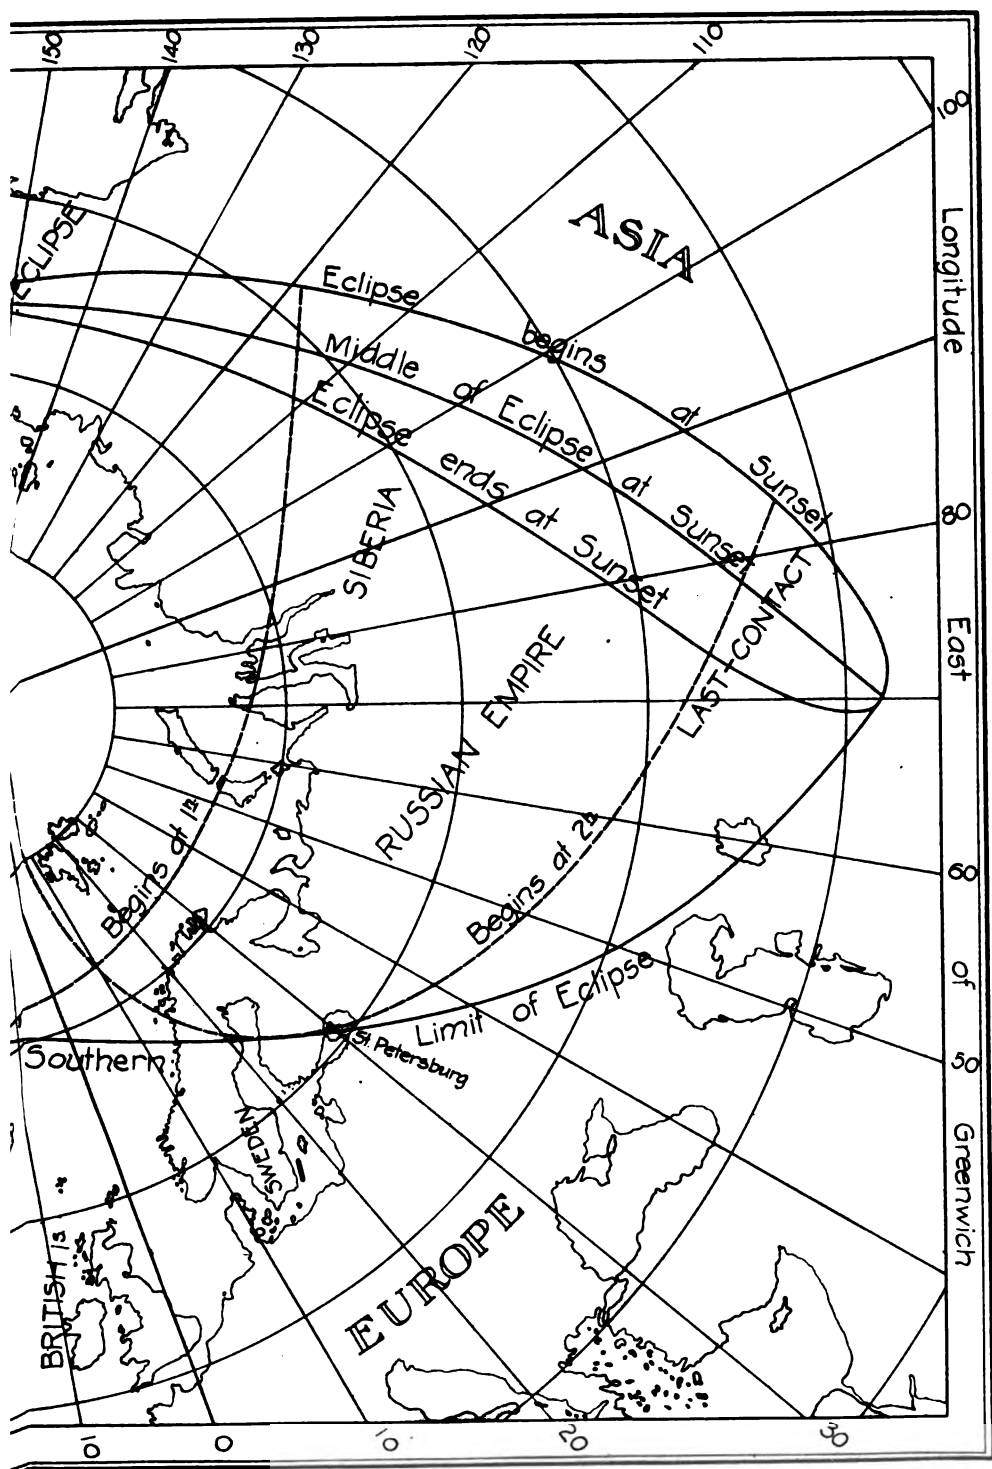 150
140
130
120
110
100
ECLIPSE
ASIA
Longitude
Eclipse begins at Sunset
Middle of Eclipse at Sunset
Eclipse ends at Sunset
80
SIBERIA
LAST-CONTACT
East
RUSSIAN EMPIRE
Begins at 1h
Begins at 2h
60
of
Southern Limit of Eclipse
St. Petersburg
50
SWEDEN
Greenwich
EUROPE
BRITISH Is
10
0
10
20
30